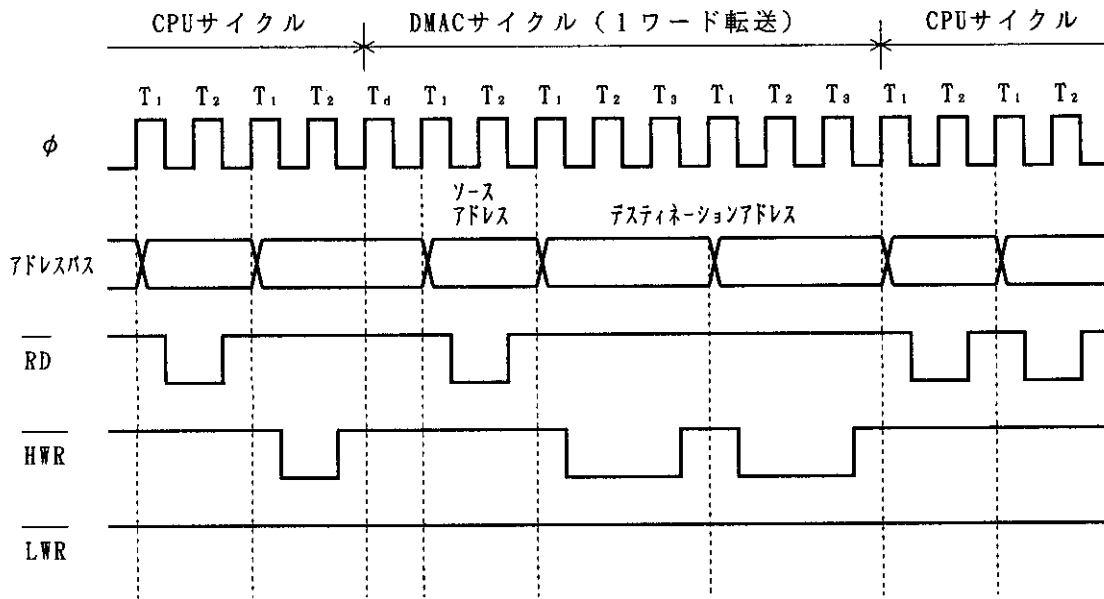 CPUサイクル DMACサイクル(1ワード転送) CPUサイクル
T₁ T₂ T₁ T₂ Td T₁ T₂ T₁ T₂ T₃ T₁ T₂ T₃ T₁ T₂ T₁ T₂
φ
ソース
アドレス デスティネーションアドレス
アドレスバス
RD
HWR
LWR